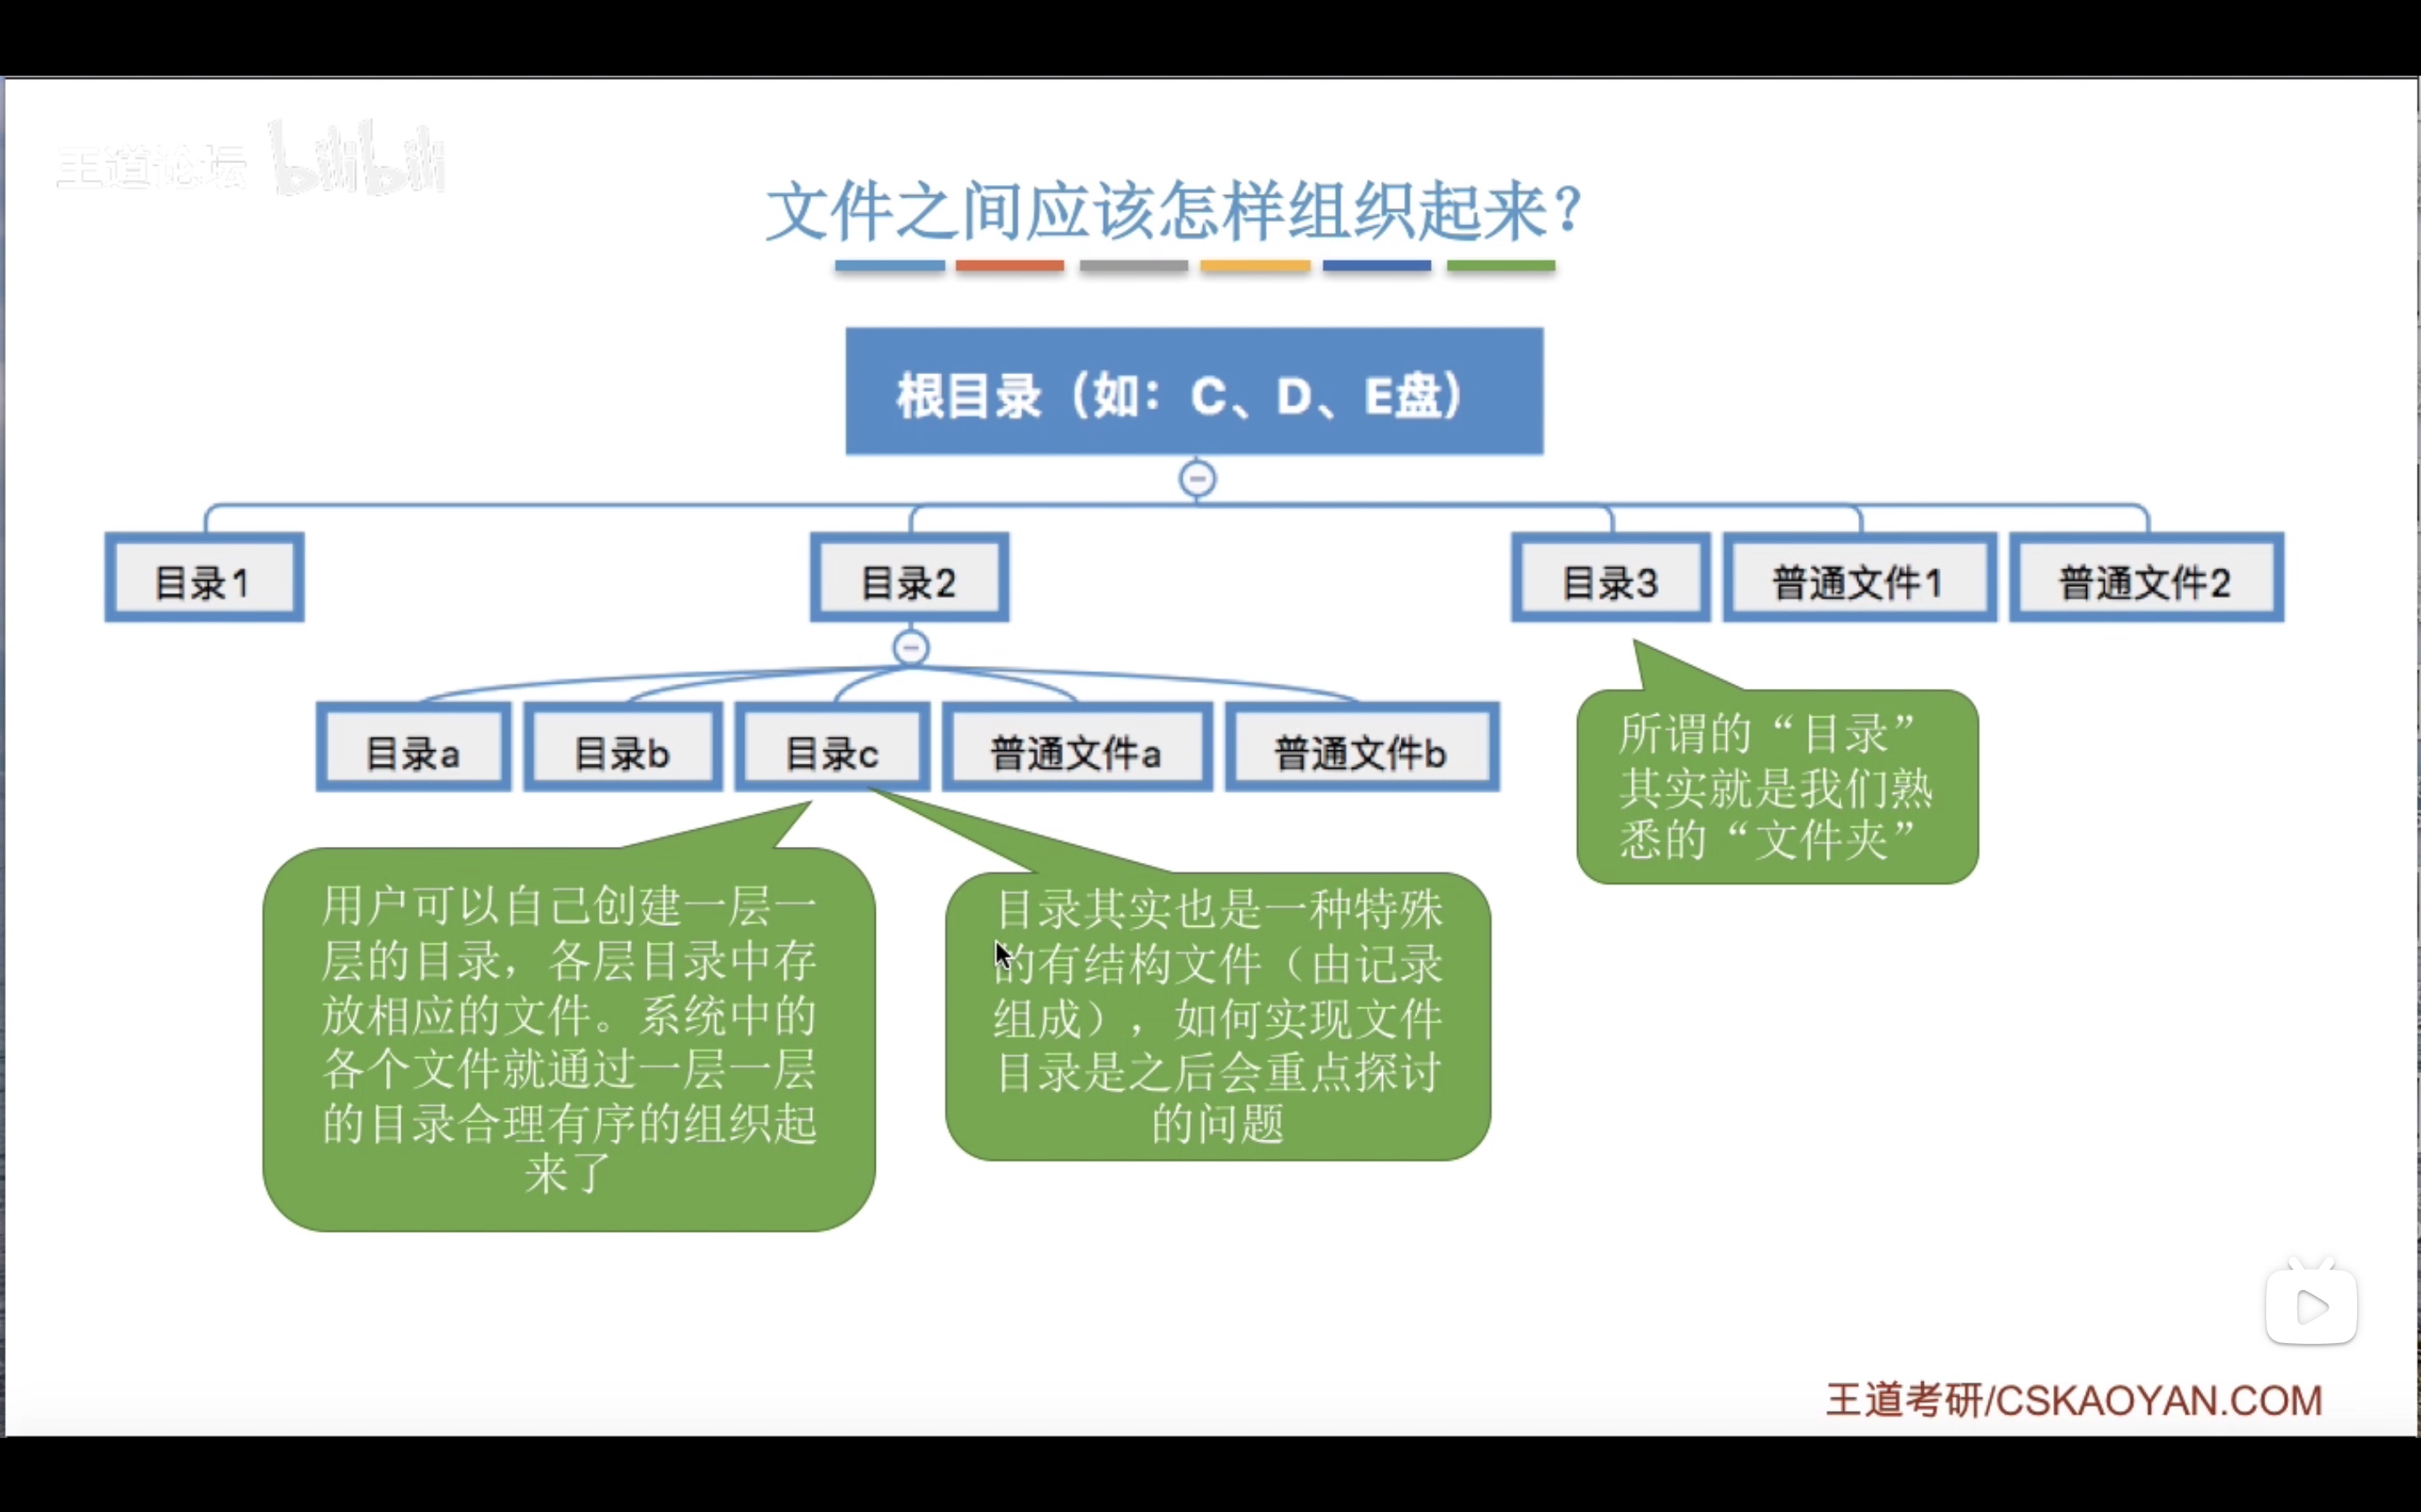 王道论坛 bilibili
文件之间应该怎样组织起来？
根目录（如：C、D、E盘）
目录1
目录2
目录3
普通文件1
普通文件2
目录a
目录b
目录c
普通文件a
普通文件b
所谓的“目录”
其实就是我们熟
悉的“文件夹”
用户可以自己创建一层一
层的目录，各层目录中存
放相应的文件。系统中的
各个文件就通过一层一层
的目录合理有序的组织起
来了
目录其实也是一种特殊
的有结构文件（由记录
组成），如何实现文件
目录是之后会重点探讨
的问题
王道考研/CSKAOYAN.COM